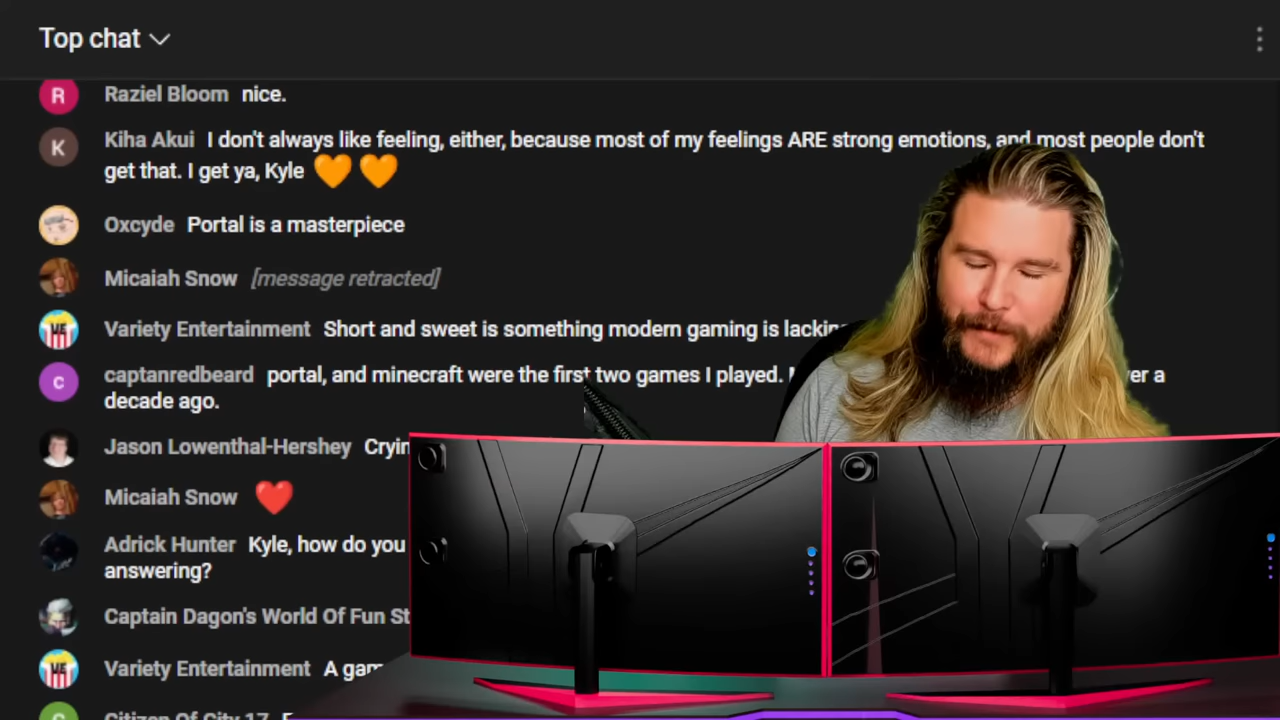 Top chat
R
Raziel Bloom nice.
K
Kiha Akui I don't always like feeling, either, because most of my feelings ARE strong emotions, and most people don't
get that. I get ya, Kyle
Oxcyde Portal is a masterpiece
Micaiah Snow [message retracted]
Variety Entertainment Short and sweet is something modern gaming is
c
captanredbeard portal, and minecraft were the first two games I played. a
decade ago.
Jason Lowenthal-Hershey
Micaiah Snow
Adrick Hunter Kyle, how do you
answering?
Captain Dagon's World Of Fun
Variety Entertainment A
Citizen Of City 17